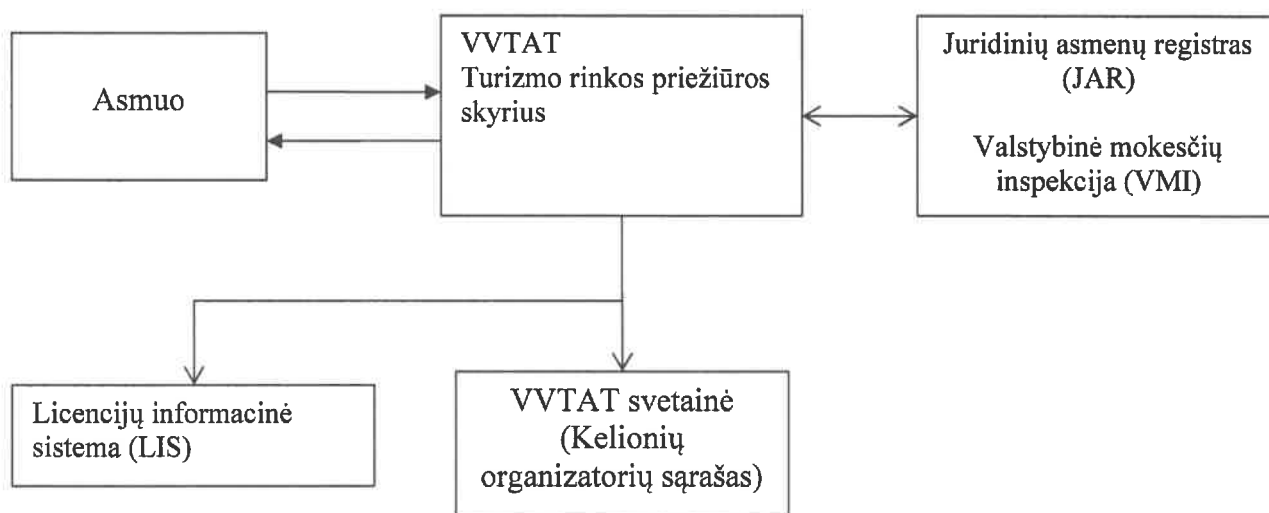 Asmuo
VVTAT
Turizmo rinkos priežiūros
skyrius
Juridinių asmenų registras
(JAR)
Valstybinė mokesčių
inspekcija (VMI)
Licencijų informacinė
sistema (LIS)
VVTAT svetainė
(Kelionių
organizatorių sąrašas)